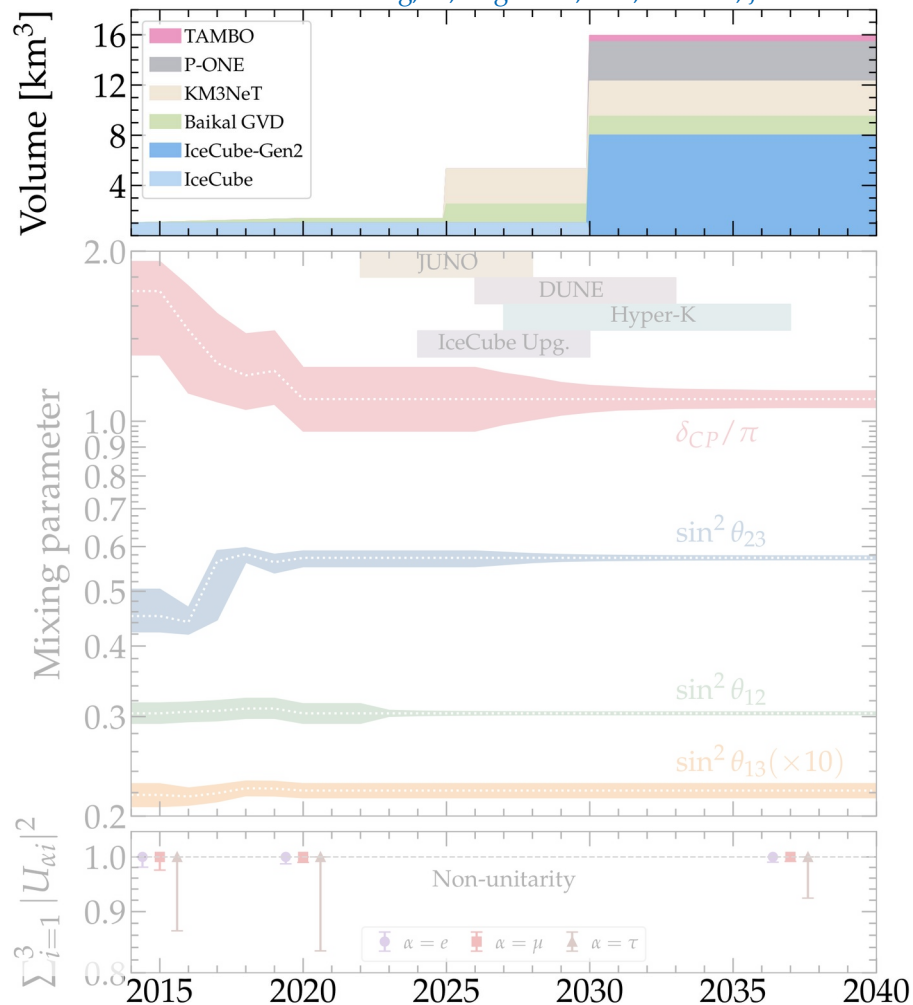 Volume [km³]
16
12
8
4
TAMBO
P-ONE
KM3NeT
Baikal GVD
IceCube-Gen2
IceCube
Mixing parameter
2.0
1.0
0.9
0.8
0.7
0.6
0.5
0.4
0.3
0.2
JUNO
DUNE
Hyper-K
IceCube Upg.
δ_CP/π
sin² θ₂₃
sin² θ₁₂
sin² θ₁₃(×10)
Σ³ᵢ₌₁ |U_αi|²
1.0
0.9
0.8
Non-unitarity
α = e α = μ α = τ
2015 2020 2025 2030 2035 2040